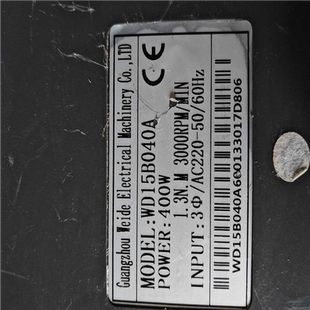 Guangzhou Weide Electrical Machinery Co.,LTD
MODEL:WD15B040A
POWER:400W
1.3N.M 3000RPM/MIN
INPUT:3Φ/AC220-50/60Hz
CE
WD15B040A6E0133017D806